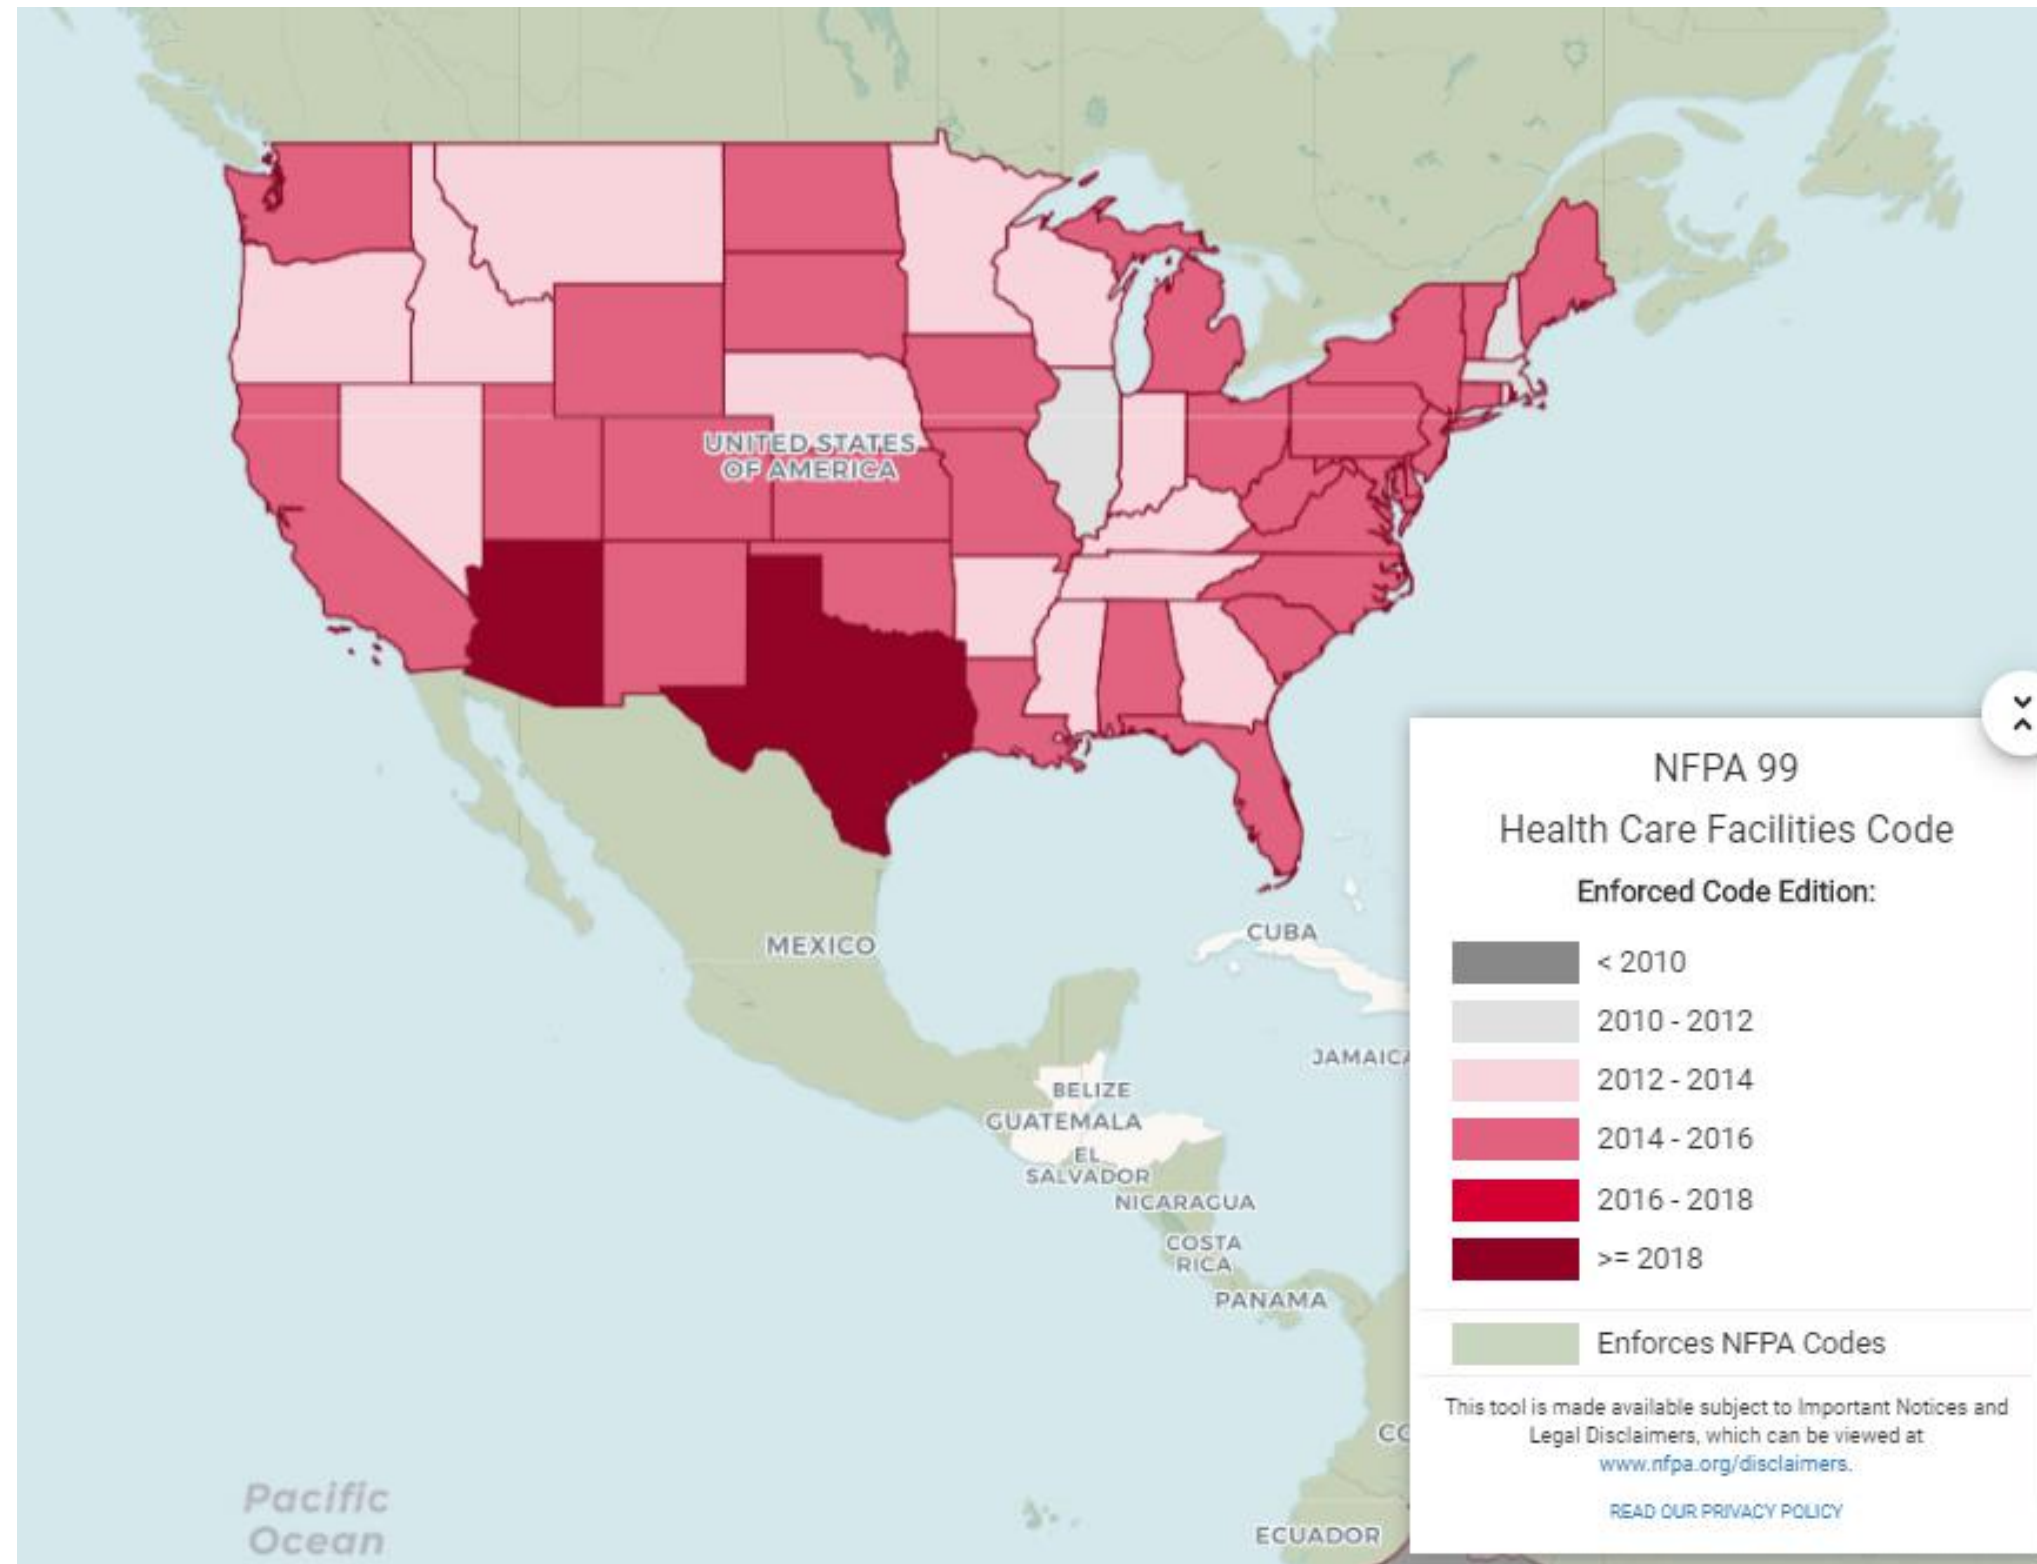 UNITED STATES
OF AMERICA
MEXICO
CUBA
JAMAICA
BELIZE
GUATEMALA
EL
SALVADOR
NICARAGUA
COSTA
RICA
PANAMA
ECUADOR
Pacific
Ocean
NFPA 99
Health Care Facilities Code
Enforced Code Edition:
< 2010
2010 - 2012
2012 - 2014
2014 - 2016
2016 - 2018
>= 2018
Enforces NFPA Codes
This tool is made available subject to Important Notices and
Legal Disclaimers, which can be viewed at
www.nfpa.org/disclaimers.
READ OUR PRIVACY POLICY